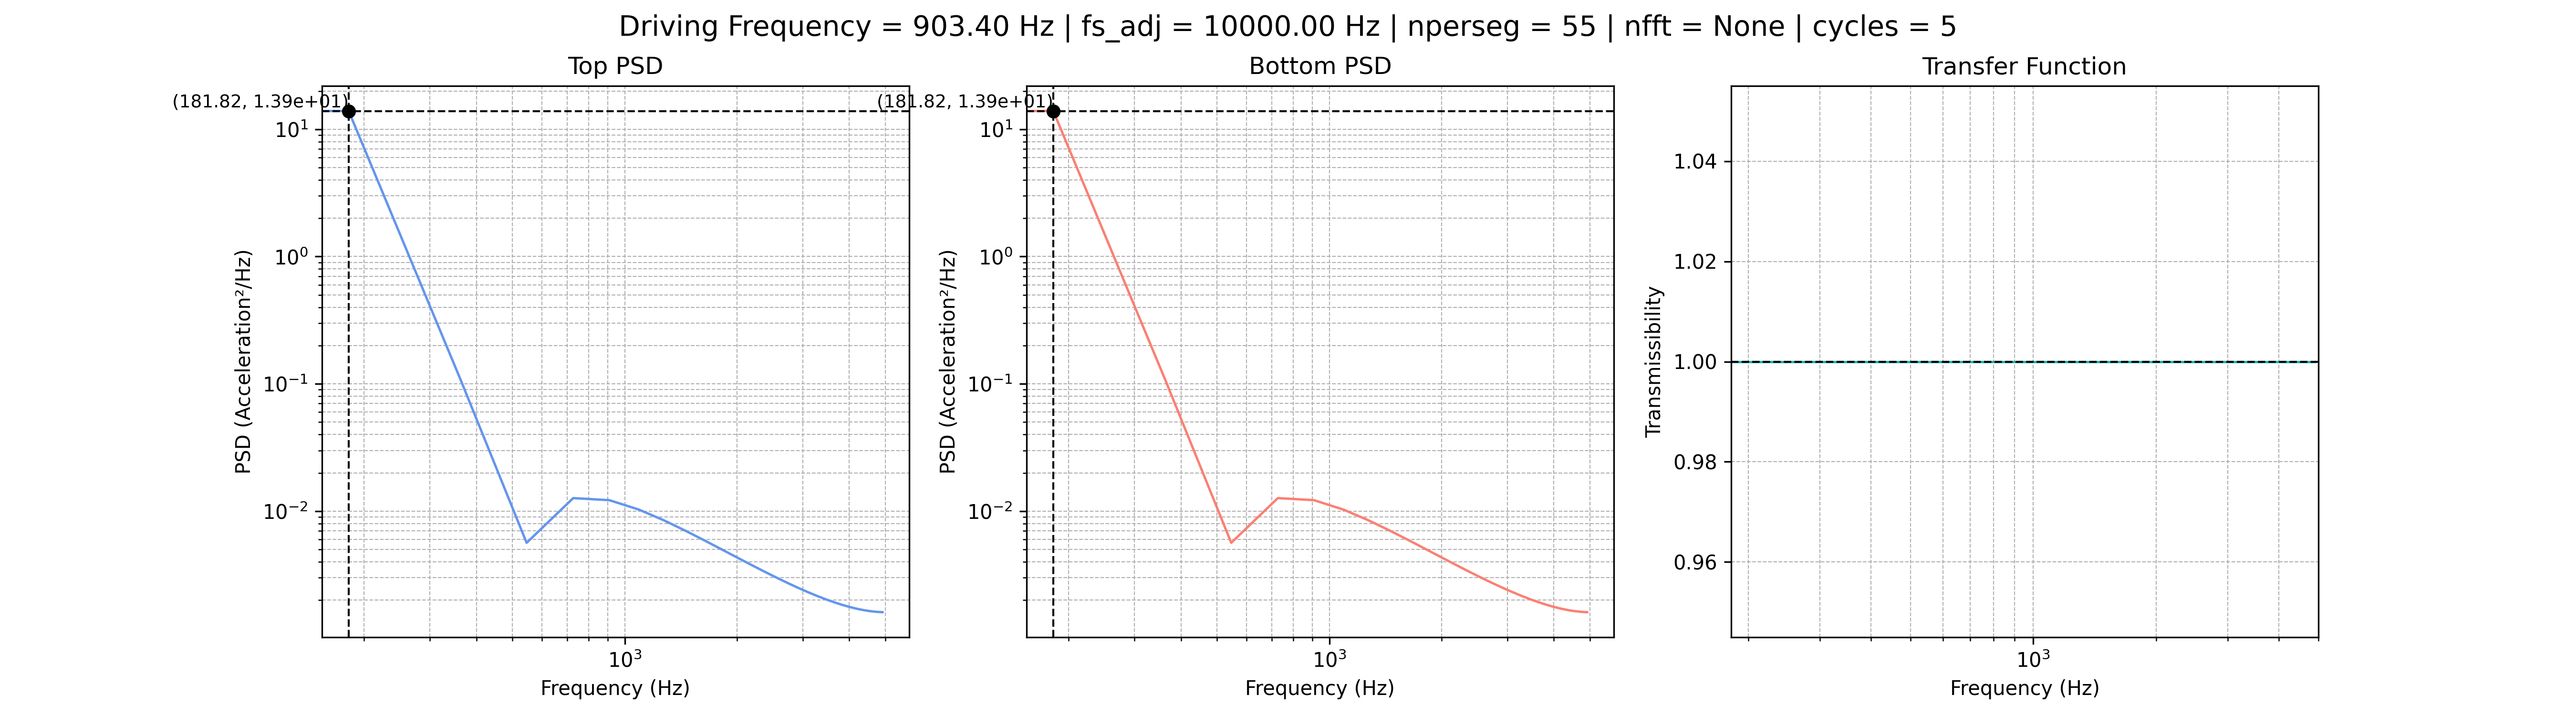 Driving Frequency = 903.40 Hz | fs_adj = 10000.00 Hz | nperseg = 55 | nfft = None | cycles = 5
Top PSD
(181.82, 1.39e+01)
10¹
10⁰
10⁻¹
10⁻²
PSD (Accelerationn²/Hz)
10³
Frequency (Hz)
Bottom PSD
(181.82, 1.39e+01)
10¹
10⁰
10⁻¹
10⁻²
PSD (Accelerationn²/Hz)
10³
Frequency (Hz)
Transfer Function
1.04
1.02
1.00
0.98
0.96
Transmissibility
10³
Frequency (Hz)